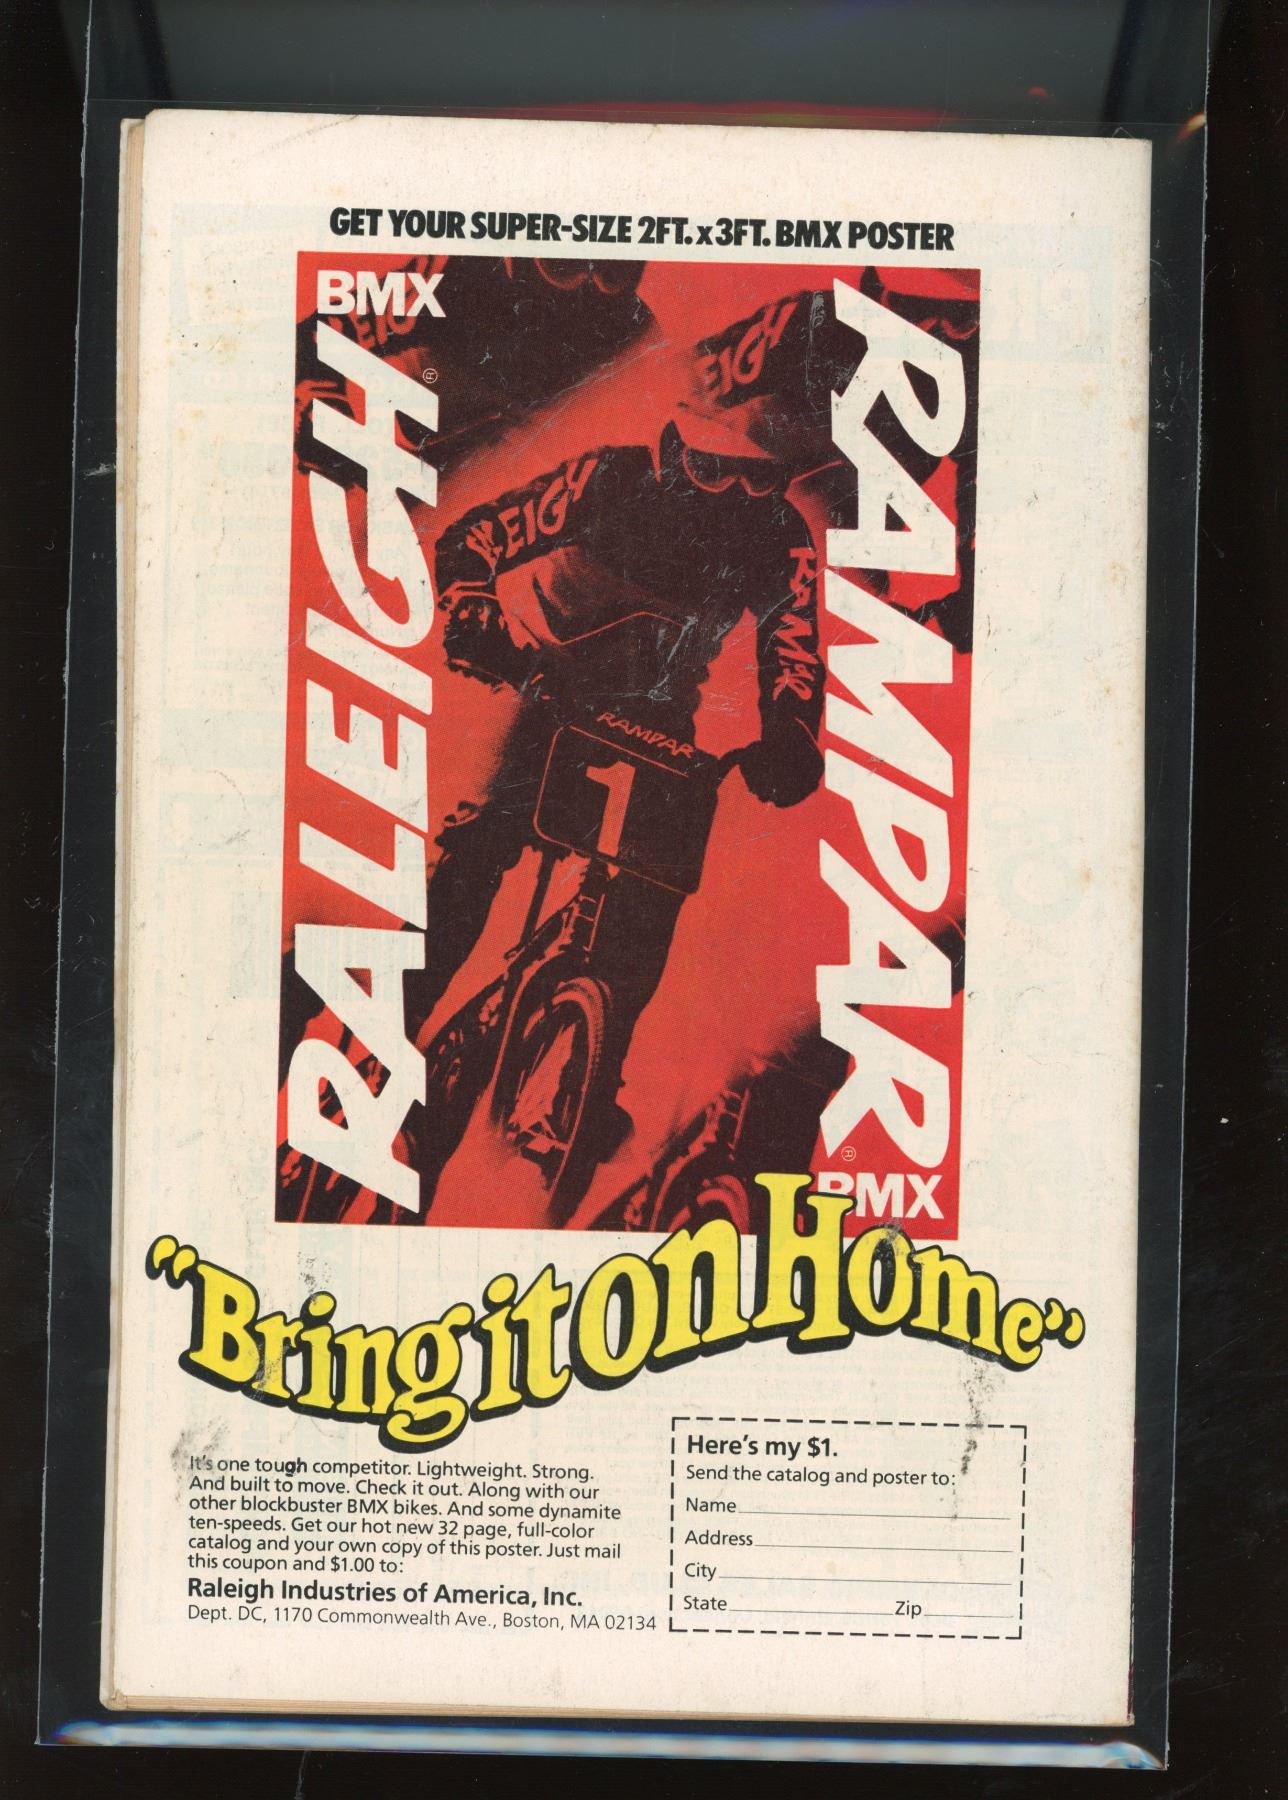 GET YOUR SUPER-SIZE 2FT. x 3FT. BMX POSTER
BMX
RALEIGH®
RAMPAR®
BMX
EIGH
EIGH
LEIGH
RAMPAR
RAMPAR
1
"Bring it on Home"
It's one tough competitor. Lightweight. Strong.
And built to move. Check it out. Along with our
other blockbuster BMX bikes. And some dynamite
ten-speeds. Get our hot new 32 page, full-color
catalog and your own copy of this poster. Just mail
this coupon and $1.00 to:
Raleigh Industries of America, Inc.
Dept. DC, 1170 Commonwealth Ave., Boston, MA 02134
Here's my $1.
Send the catalog and poster to:
Name
Address
City
State Zip